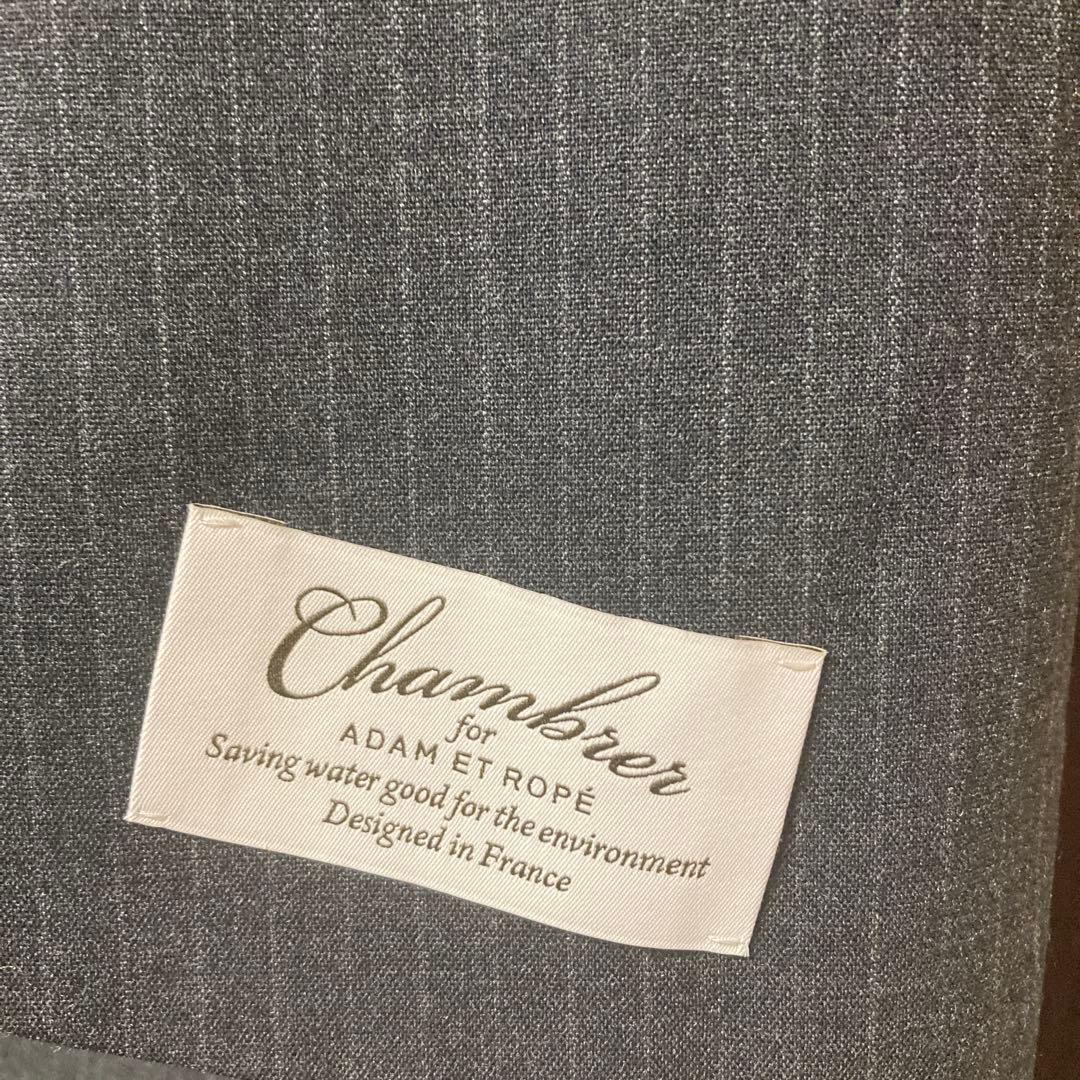 Chambrer
for
ADAM ET ROPÉ
Saving water good for the environment
Designed in France